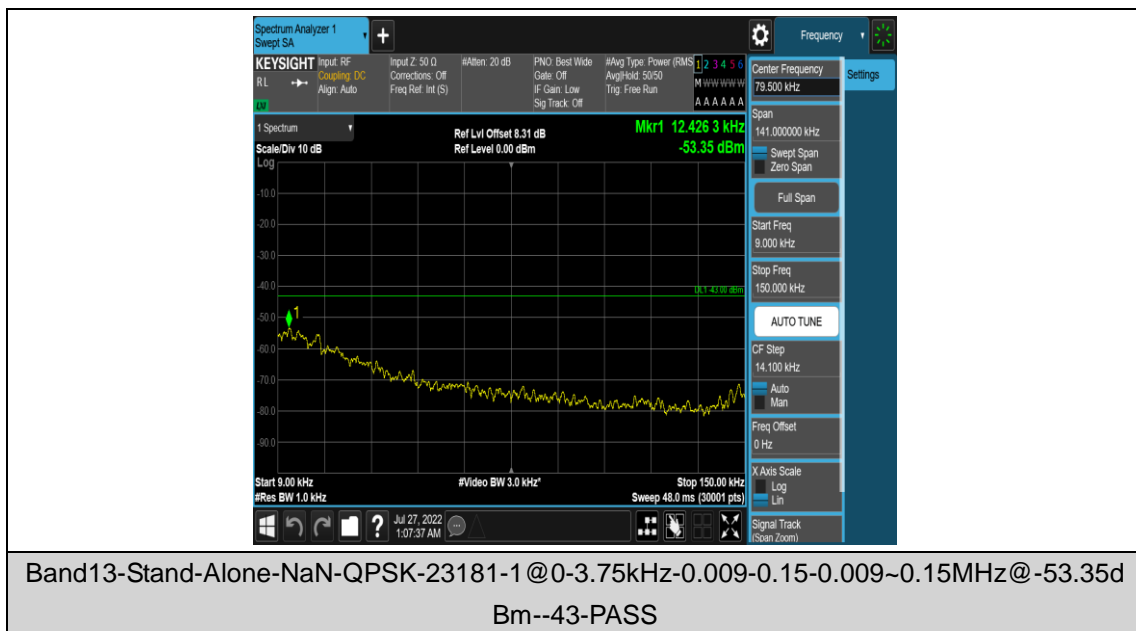 Spectrum Analyzer 1
Swept SA
Frequency
KEYSIGHT
Input: RF
Coupling: DC
Align: Auto
Input Z: 50 Ω
Corrections: Off
Freq Ref: Int (S)
#Atten: 20 dB
PNO: Best Wide
Gate: Off
IF Gain: Low
Sig Track: Off
#Avg Type: Power (RMS
Avg|Hold: 50/50
Trig: Free Run
1 2 3 4 5 6
M W W W W W
A A A A A A
RL
LW
1 Spectrum
Scale/Div 10 dB
Ref Lvl Offset 8.31 dB
Ref Level 0.00 dBm
Mkr1 12.426 3 kHz
-53.35 dBm
Log
-10.0
-20.0
-30.0
-40.0
-50.0
-60.0
-70.0
-80.0
-90.0
DL1 -43.00 dBm
1
Start 9.00 kHz
#Res BW 1.0 kHz
#Video BW 3.0 kHz*
Stop 150.00 kHz
Sweep 48.0 ms (30001 pts)
Jul 27, 2022
1:07:37 AM
Center Frequency
79.500 kHz
Settings
Span
141.000000 kHz
Swept Span
Zero Span
Full Span
Start Freq
9.000 kHz
Stop Freq
150.000 kHz
AUTO TUNE
CF Step
14.100 kHz
Auto
Man
Freq Offset
0 Hz
X Axis Scale
Log
Lin
Signal Track
(Span Zoom)
Band13-Stand-Alone-NaN-QPSK-23181-1@0-3.75kHz-0.009-0.15-0.009~0.15MHz@-53.35d
Bm--43-PASS